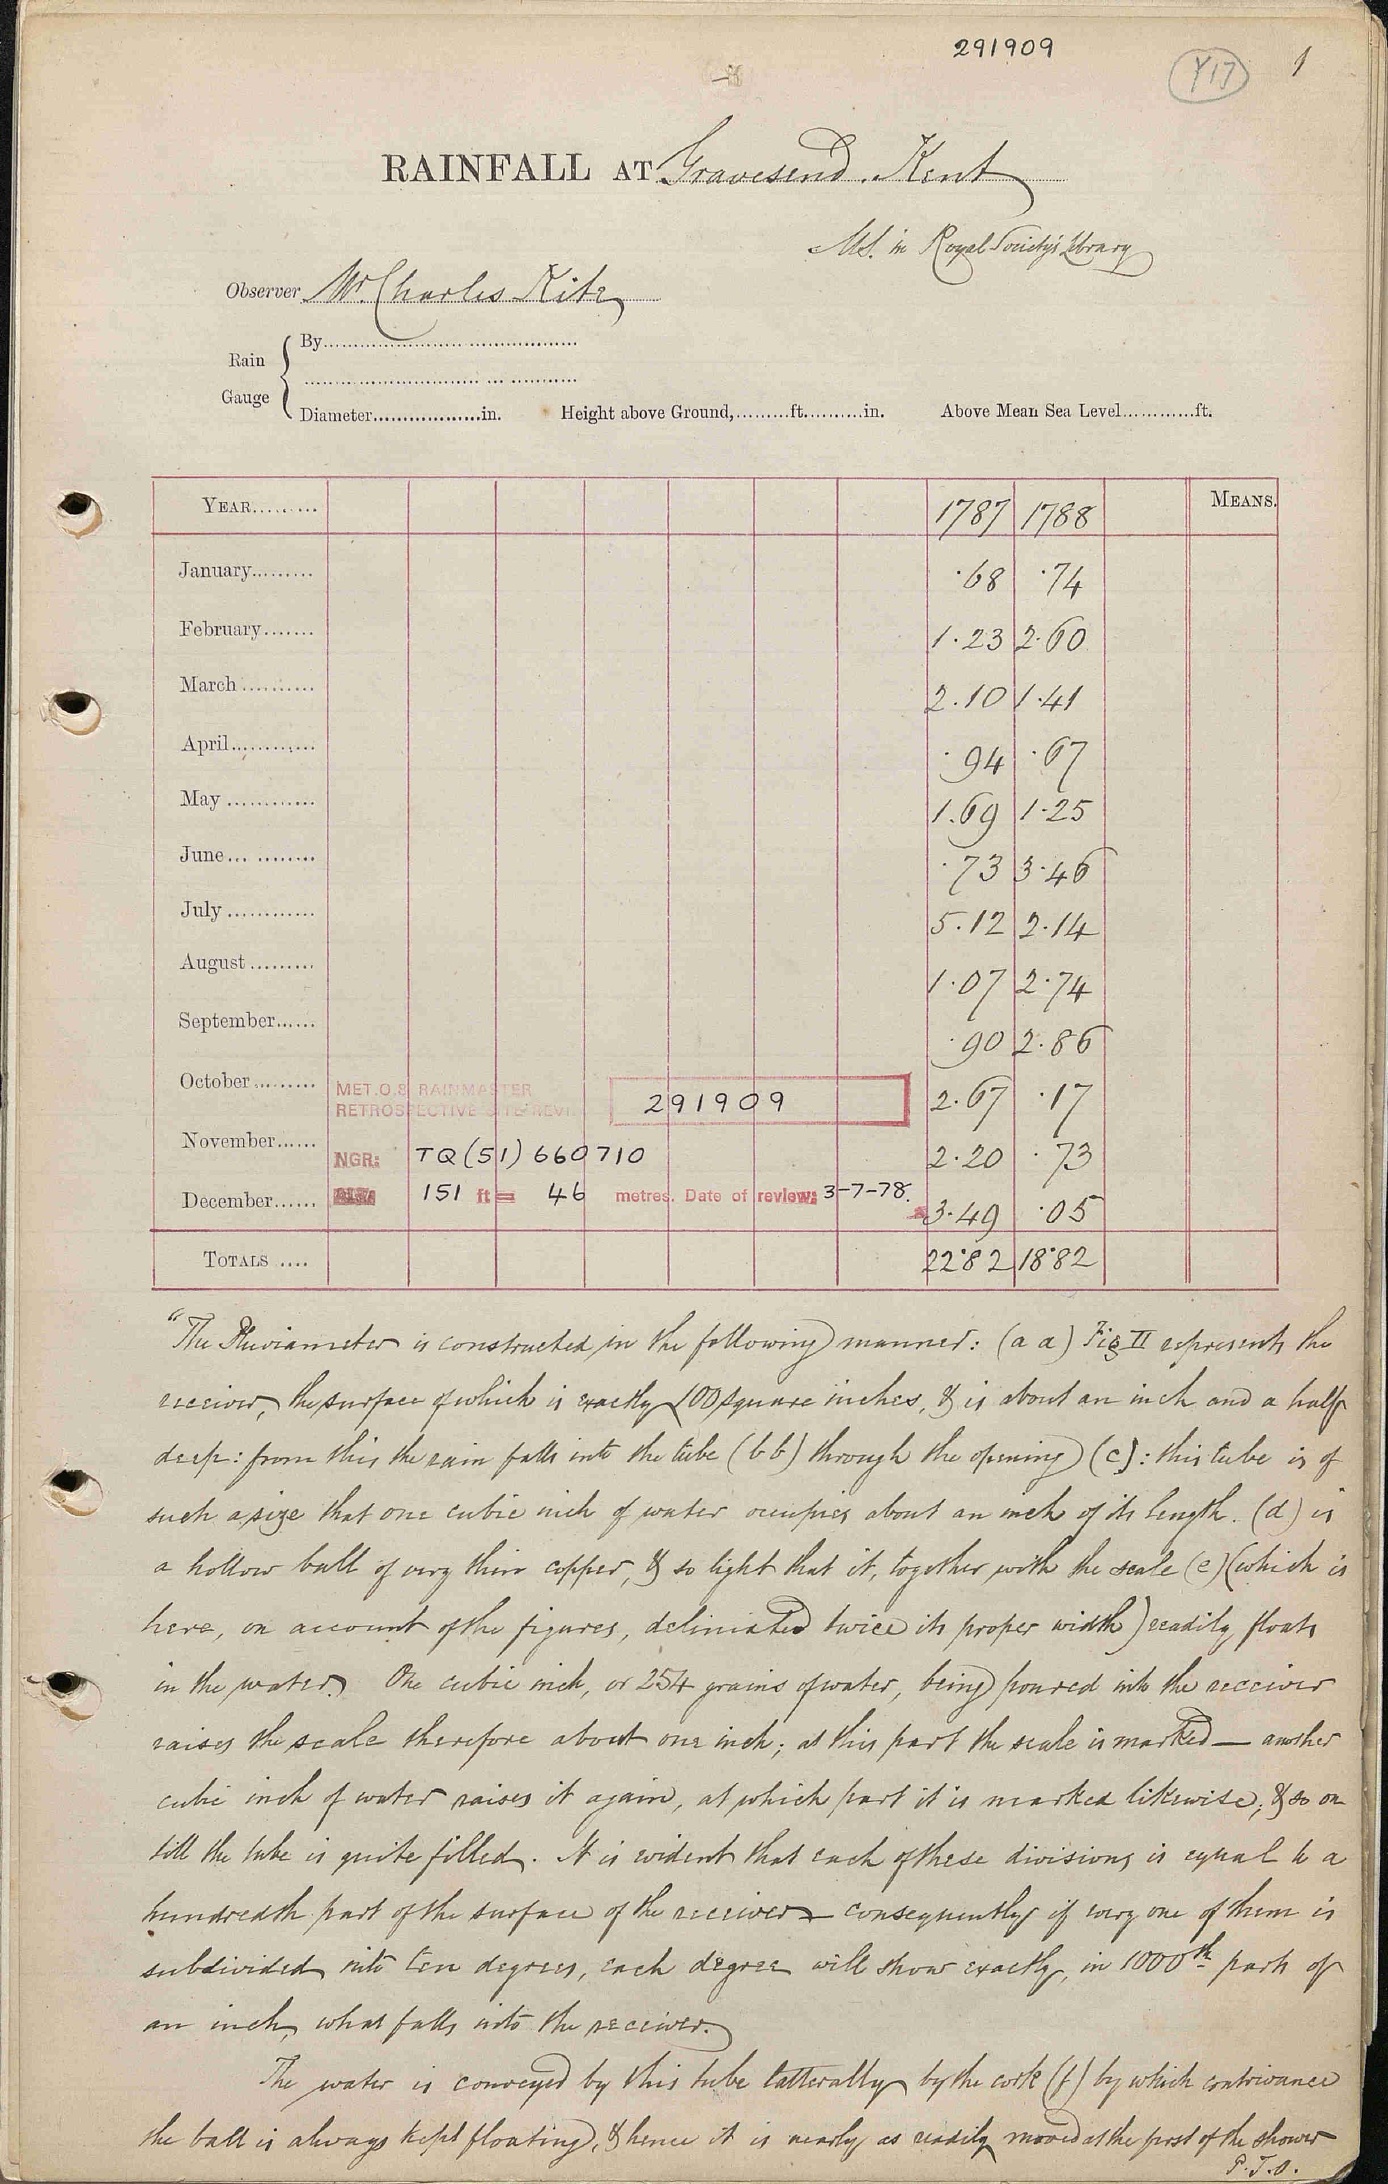 291909
Y17
1
RAINFALL AT Gravesend. Kent
MS. in Royal Society's Library
Observer Mr. Charles Kite
Rain Gauge { By
Diameter in. Height above Ground, ft. in. Above Mean Sea Level ft.
YEAR 1787 1788 MEANS.
January .68 .74
February 1.23 2.60
March 2.10 1.41
April .94 .67
May 1.69 1.25
June .73 3.46
July 5.12 2.14
August 1.07 2.74
September .90 2.86
October 2.67 .17
MET.O.8 RAINMASTER
RETROSPECTIVE SITE REVI 291909
November 2.20 .73
NGR: TQ(51)660710
December 3.49 .05
151 ft = 46 metres. Date of review: 3-7-78.
TOTALS 22.82 18.82
"The Pluviameter is constructed in the following manner: (a a) Fig II represents the
receiver, the surface of which is exactly 100 square inches, & is about an inch and a half
deep: from this the rain falls into the tube (b b) through the opening (c): this tube is of
such a size that one cubic inch of water occupies about an inch of its length. (d) is
a hollow ball of very thin copper, & so light that it, together with the scale (e) (which is
here, on account of the figures, deliniated twice its proper width) readily floats
in the water. One cubic inch, or 254 grains of water, being poured into the receiver
raises the scale therefore about one inch; at this part the scale is marked — another
cubic inch of water raises it again, at which part it is marked likewise; & so on
till the tube is quite filled. It is evident that each of these divisions is equal to a
hundredth part of the surface of the receiver — consequently if every one of them is
subdivided into ten degrees, each degree will show exactly, in 1000th parts of
an inch, what falls into the receiver.
The water is conveyed by this tube latterally by the cork (f) by which contrivance
the ball is always kept floating, & hence it is nearly as readily moved at the first of the shower
P.T.O.